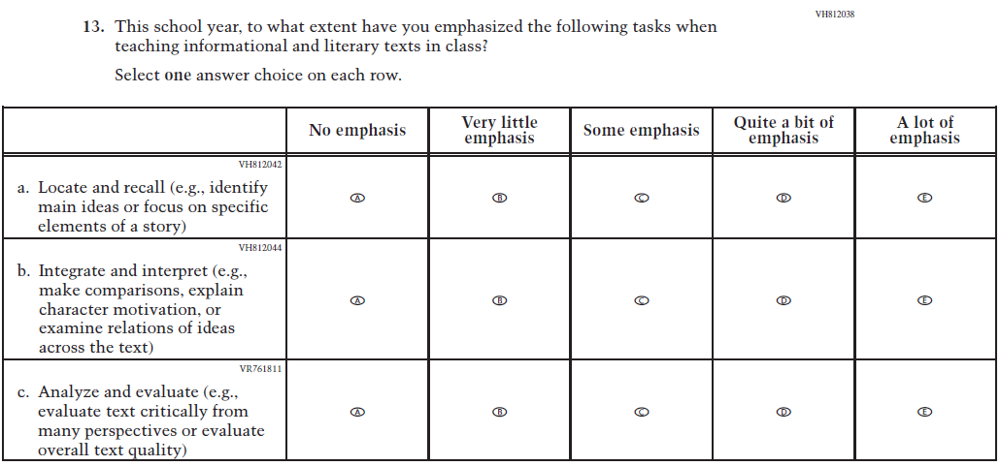 VH812038
13. This school year, to what extent have you emphasized the following tasks when
teaching informational and literary texts in class?
Select one answer choice on each row.
No emphasis
Very little
emphasis
Some emphasis
Quite a bit of
emphasis
A lot of
emphasis
VH812042
a. Locate and recall (e.g., identify
main ideas or focus on specific
elements of a story)
A B C D E
VH812044
b. Integrate and interpret (e.g.,
make comparisons, explain
character motivation, or
examine relations of ideas
across the text)
A B C D E
VR761811
c. Analyze and evaluate (e.g.,
evaluate text critically from
many perspectives or evaluate
overall text quality)
A B C D E